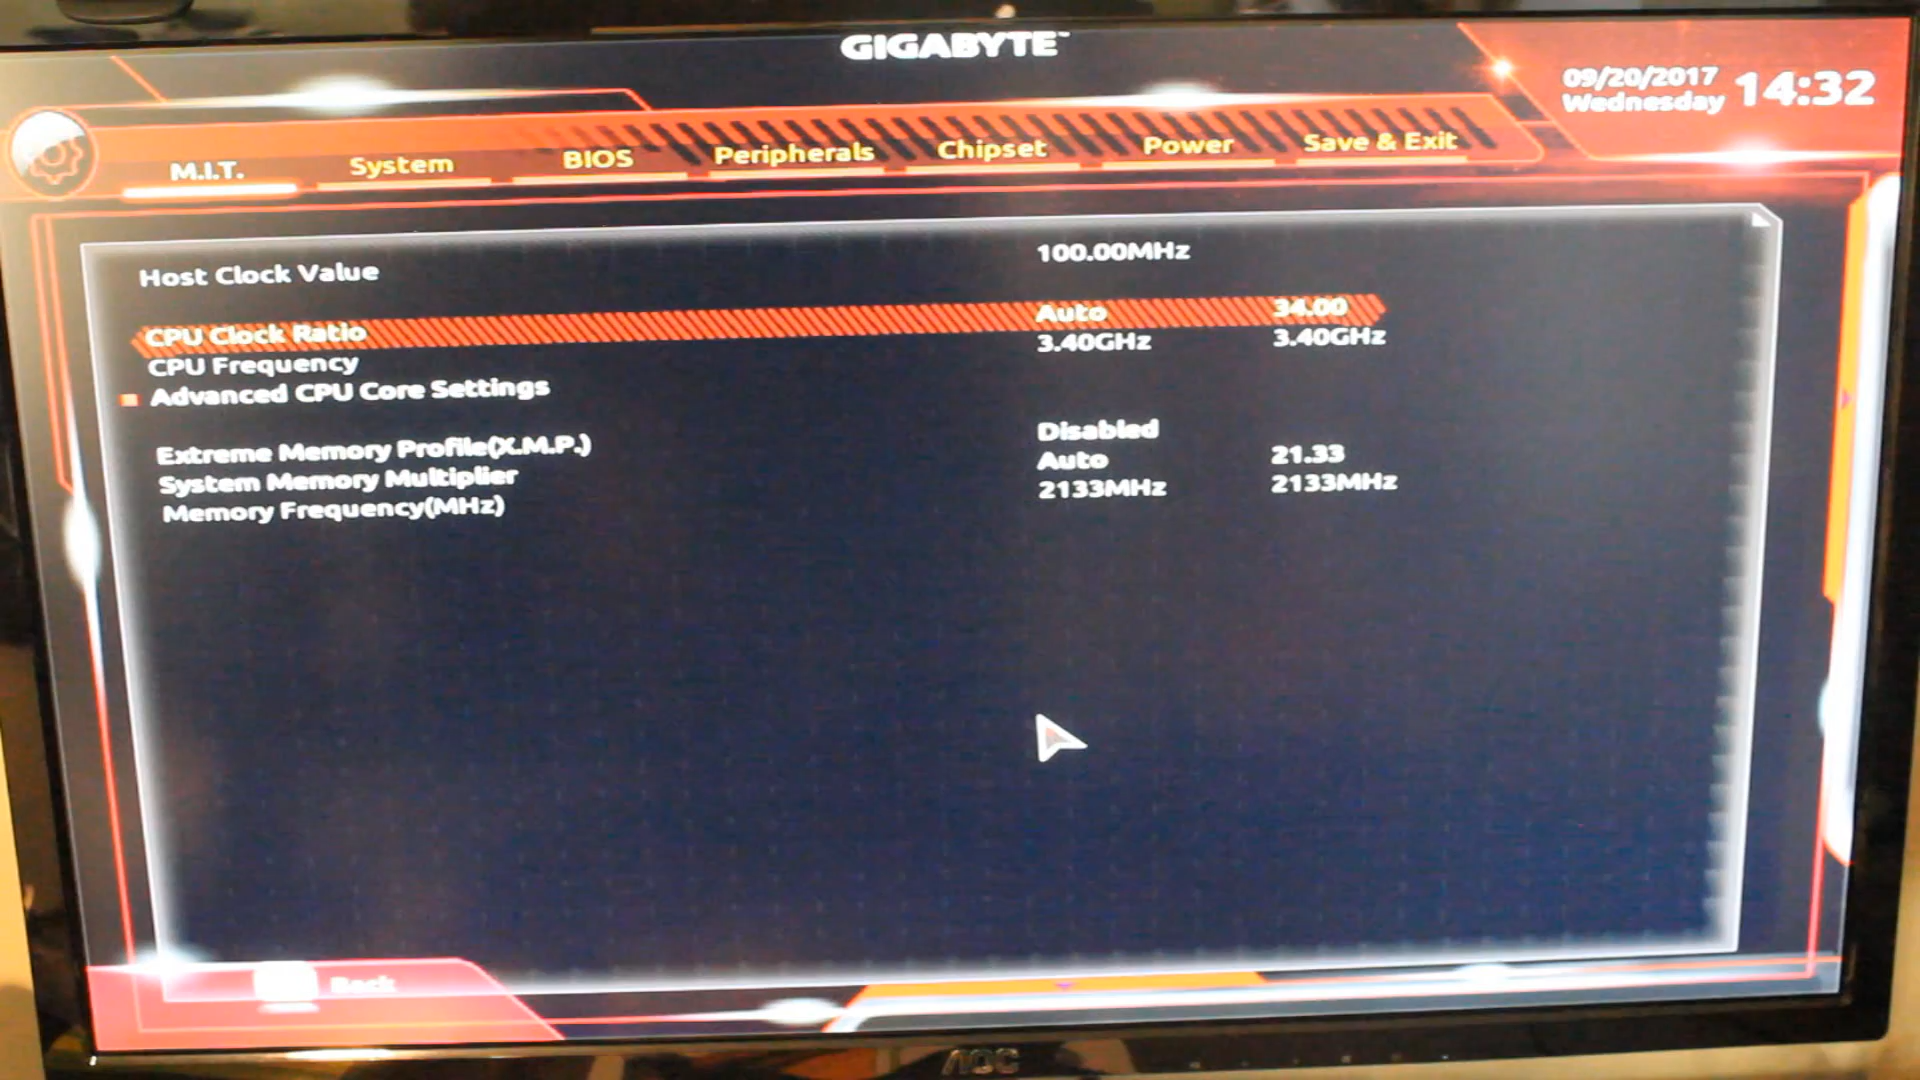 GIGABYTE™
09/20/2017
Wednesday
14:32
M.I.T. System BIOS Peripherals Chipset Power Save & Exit
Host Clock Value 100.00MHz
CPU Clock Ratio Auto 34.00
CPU Frequency 3.40GHz 3.40GHz
Advanced CPU Core Settings
Extreme Memory Profile(X.M.P.) Disabled
System Memory Multiplier Auto 21.33
Memory Frequency(MHz) 2133MHz 2133MHz
Back
AOC